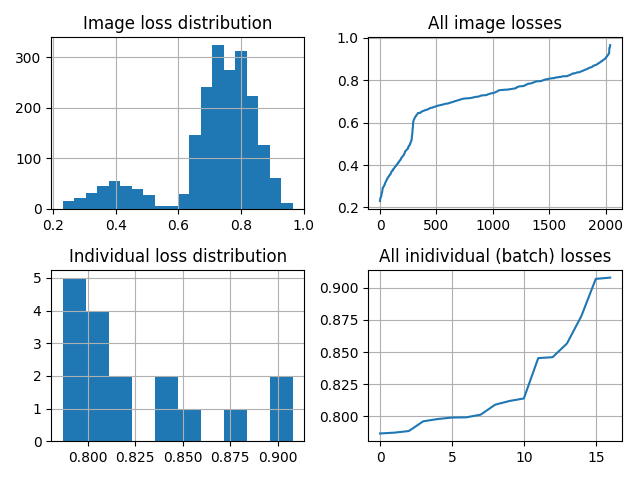 Image loss distribution
300
200
100
0
0.2 0.4 0.6 0.8 1.0
All image losses
1.0
0.8
0.6
0.4
0.2
0 500 1000 1500 2000
Individual loss distribution
5
4
3
2
1
0
0.800 0.825 0.850 0.875 0.900
All inidividual (batch) losses
0.900
0.875
0.850
0.825
0.800
0 5 10 15